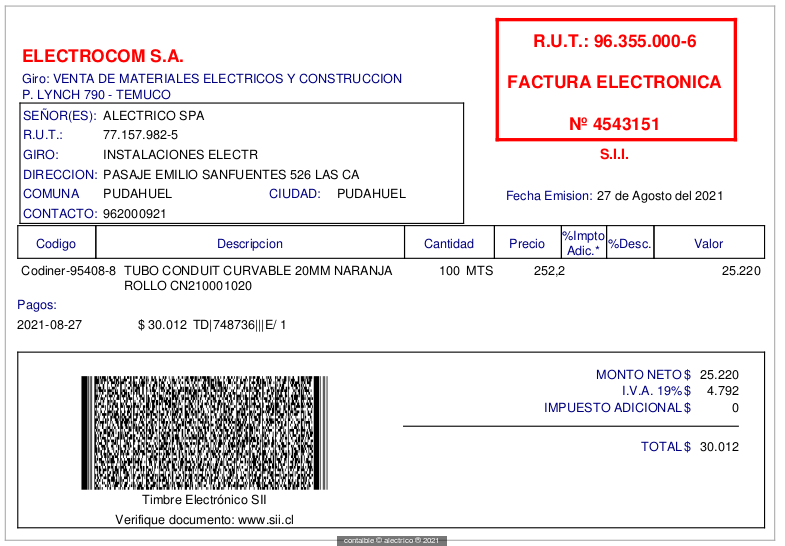 R.U.T.: 96.355.000-6
FACTURA ELECTRONICA
Nº 4543151
S.I.I.
ELECTROCOM S.A.
Giro: VENTA DE MATERIALES ELECTRICOS Y CONSTRUCCION
P. LYNCH 790 - TEMUCO
SEÑOR(ES): ALECTRICO SPA
R.U.T.: 77.157.982-5
GIRO: INSTALACIONES ELECTR
DIRECCION: PASAJE EMILIO SANFUENTES 526 LAS CA
COMUNA PUDAHUEL CIUDAD: PUDAHUEL
CONTACTO: 962000921
Fecha Emision: 27 de Agosto del 2021
Codigo Descripcion Cantidad Precio %Impto Adic.* %Desc. Valor
Codiner-95408-8 TUBO CONDUIT CURVABLE 20MM NARANJA 100 MTS 252,2 25.220
ROLLO CN210001020
Pagos:
2021-08-27 $ 30.012 TD|748736|||E/ 1
MONTO NETO $ 25.220
I.V.A. 19% $ 4.792
IMPUESTO ADICIONAL $ 0
TOTAL $ 30.012
Timbre Electrónico SII
Verifique documento: www.sii.cl
contaible © alectrico ® 2021